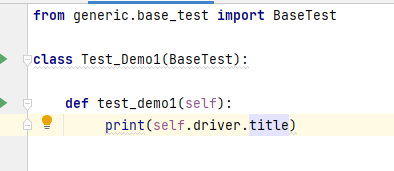 from generic.base_test import BaseTest
class Test_Demo1(BaseTest):
def test_demo1(self):
print(self.driver.title)